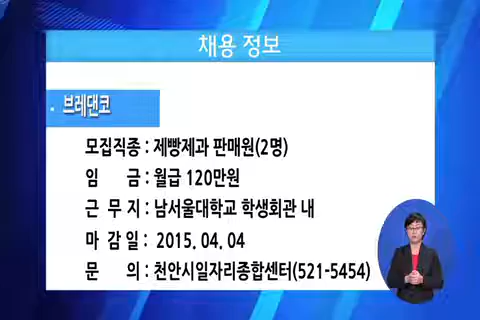 채용 정보
· 브레댄코
모집직종 : 제빵제과 판매원(2명)
임 금 : 월급 120만원
근 무 지 : 남서울대학교 학생회관 내
마 감 일 : 2015. 04. 04
문 의 : 천안시일자리종합센터(521-5454)